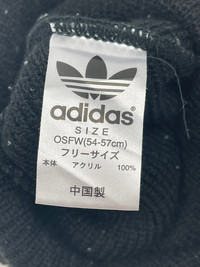 adidas
SIZE
OSFW(54-57cm)
フリーサイズ
本体 アクリル 100%
中国製